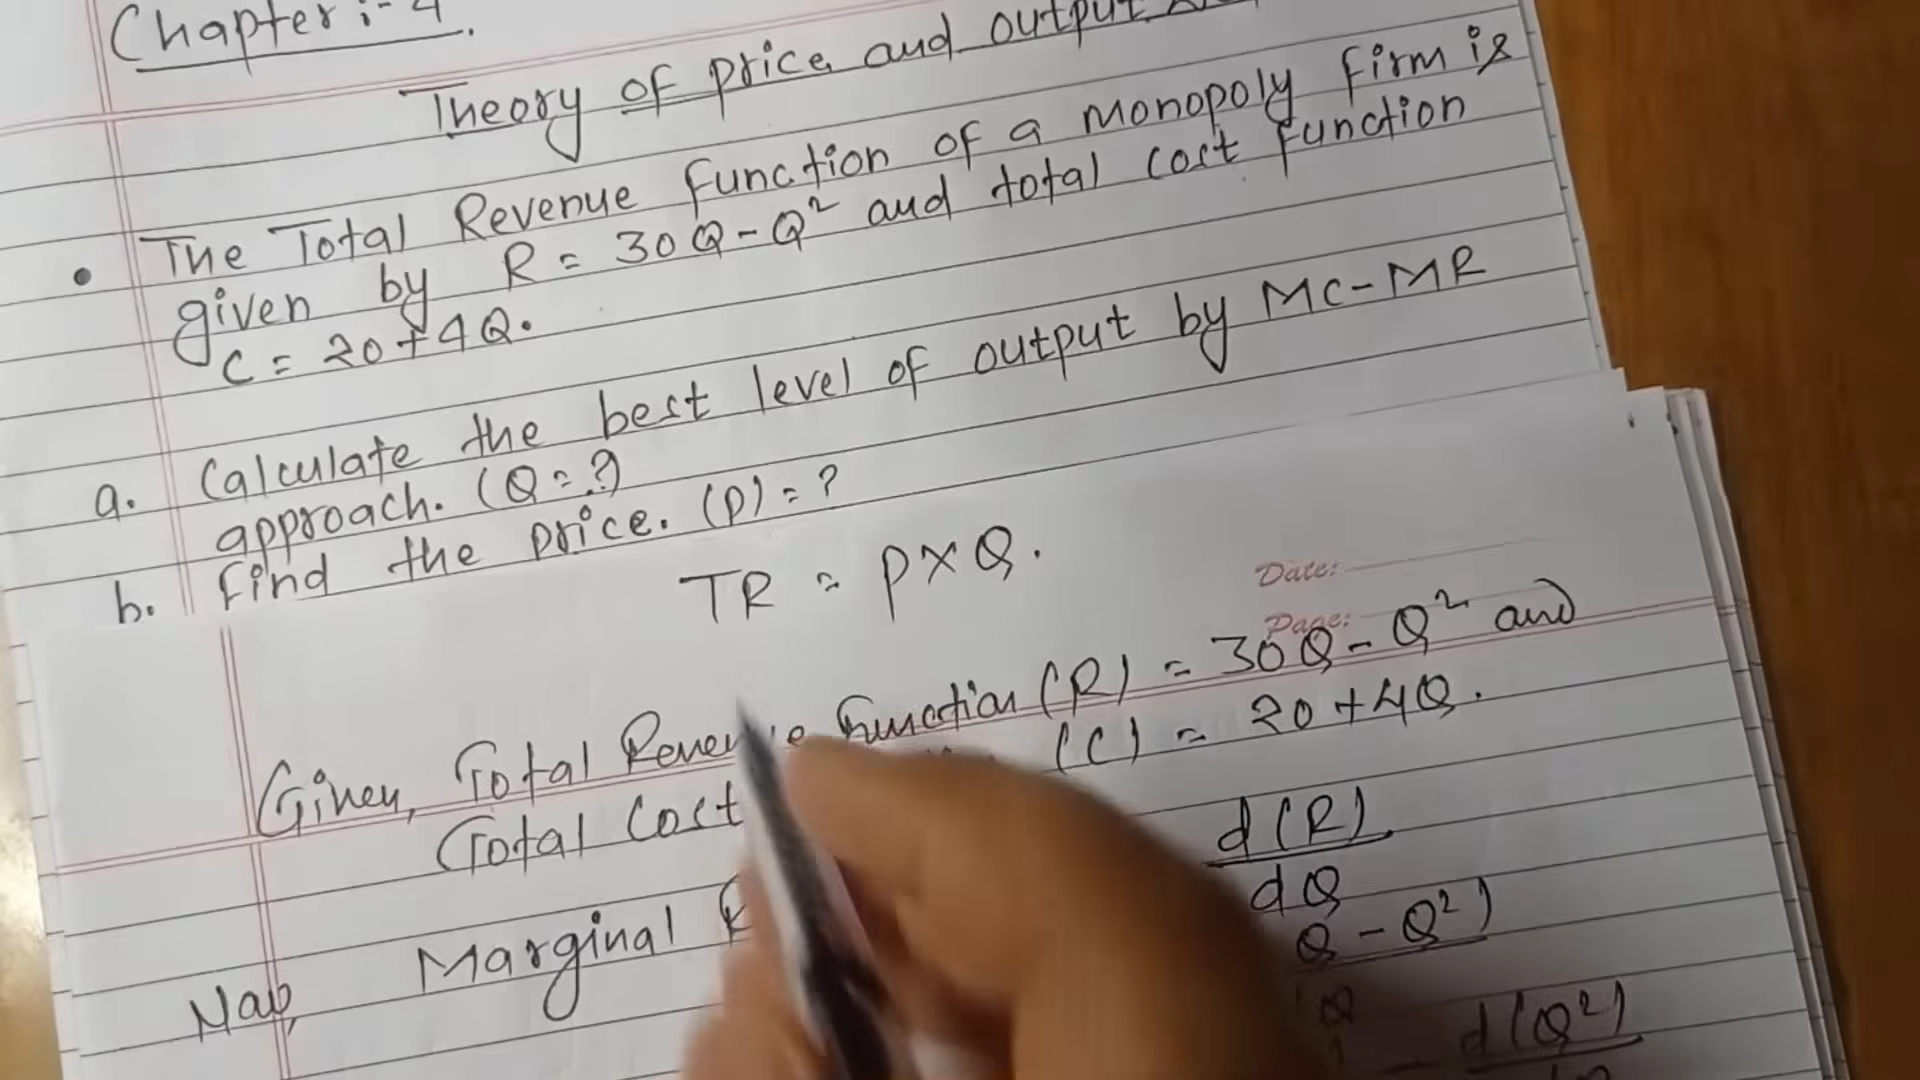 Chapter :- 4
Theory of price and output
The Total Revenue function of a monopoly firm is
given by R = 30Q - Q² and total cost function
C = 20 + 4Q.
a. Calculate the best level of output by MC-MR
approach. (Q = ?)
b. Find the price. (P) = ?
TR = P × Q.
Date:
Page:
Given, Total Revenue function (R) = 30Q - Q² and
Total Cost (C) = 20 + 4Q.
Now, Marginal d(R)
dQ
Q - Q²)
Q
d(Q²)